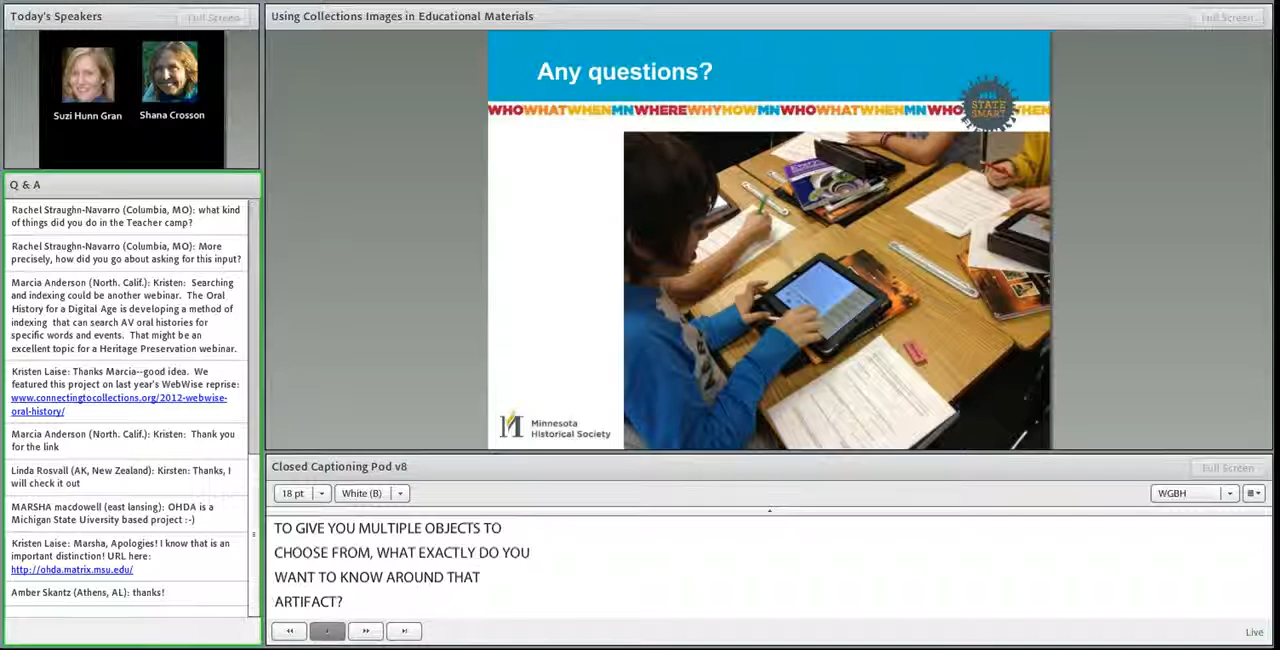 Today's Speakers
Full Screen
Suzi Hunn Gran
Shana Crosson
Q & A
Rachel Straughn-Navarro (Columbia, MO): what kind
of things did you do in the Teacher camp?
Rachel Straughn-Navarro (Columbia, MO): More
precisely, how did you go about asking for this input?
Marcia Anderson (North. Calif.): Kristen: Searching
and indexing could be another webinar. The Oral
History for a Digital Age is developing a method of
indexing that can search AV oral histories for
specific words and events. That might be an
excellent topic for a Heritage Preservation webinar.
Kristen Laise: Thanks Marcia--good idea. We
featured this project on last year's WebWise reprise:
www.connectingtocollections.org/2012-webwise-
oral-history/
Marcia Anderson (North. Calif.): Kristen: Thank you
for the link
Linda Rosvall (AK, New Zealand): Kirsten: Thanks, I
will check it out
MARSHA macdowell (east lansing): OHDA is a
Michigan State Uiversity based project :-)
Kristen Laise: Marsha, Apologies! I know that is an
important distinction! URL here:
http://ohda.matrix.msu.edu/
Amber Skantz (Athens, AL): thanks!
Using Collections Images in Educational Materials
Full Screen
Any questions?
WHOWHATWHENMNWHEREWHYHOWMNWHOWHATWHENMNWHO
MN
STATE
SMART
HEN
Minnesota
Historical Society
Closed Captioning Pod v8
Full Screen
18 pt
White (B)
WGBH
TO GIVE YOU MULTIPLE OBJECTS TO
CHOOSE FROM, WHAT EXACTLY DO YOU
WANT TO KNOW AROUND THAT
ARTIFACT?
Live